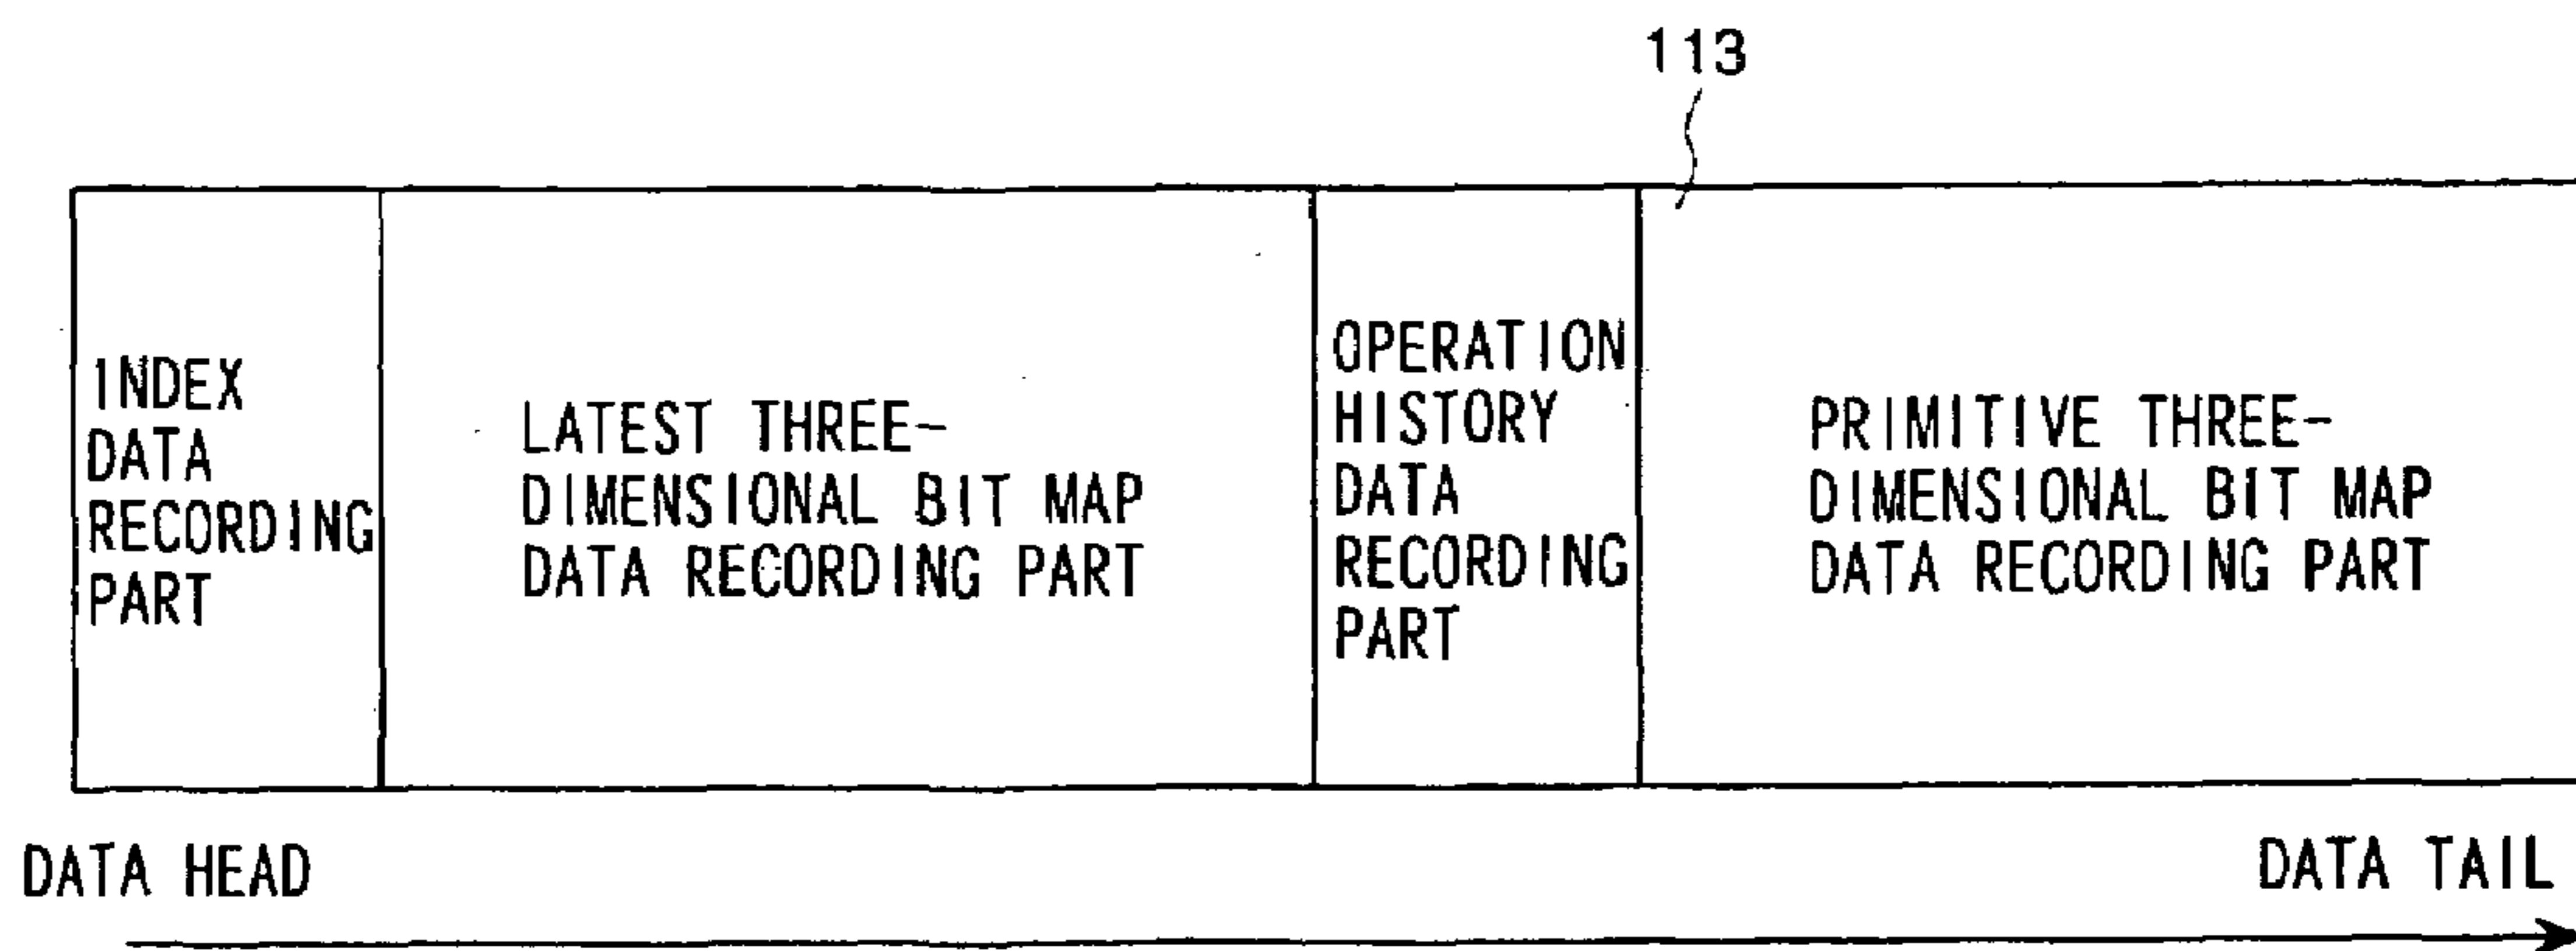 113
INDEX
DATA
RECORDING
PART
LATEST THREE-
DIMENSIONAL BIT MAP
DATA RECORDING PART
OPERATION
HISTORY
DATA
RECORDING
PART
PRIMITIVE THREE-
DIMENSIONAL BIT MAP
DATA RECORDING PART
DATA HEAD
DATA TAIL